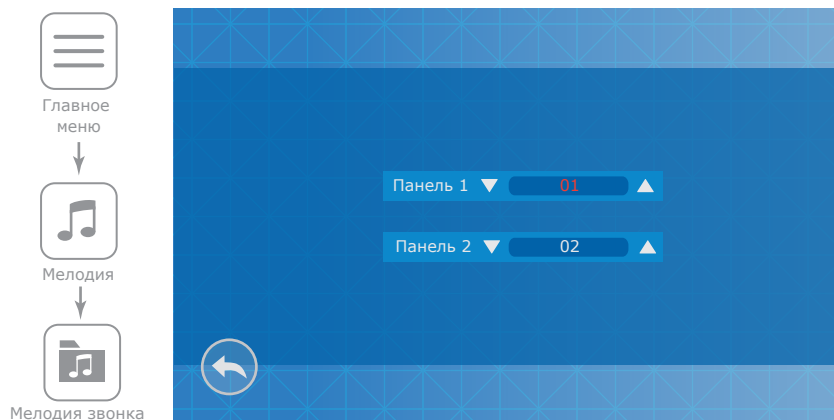 Главное
меню
Мелодия
Мелодия звонка
Панель 1 01
Панель 2 02